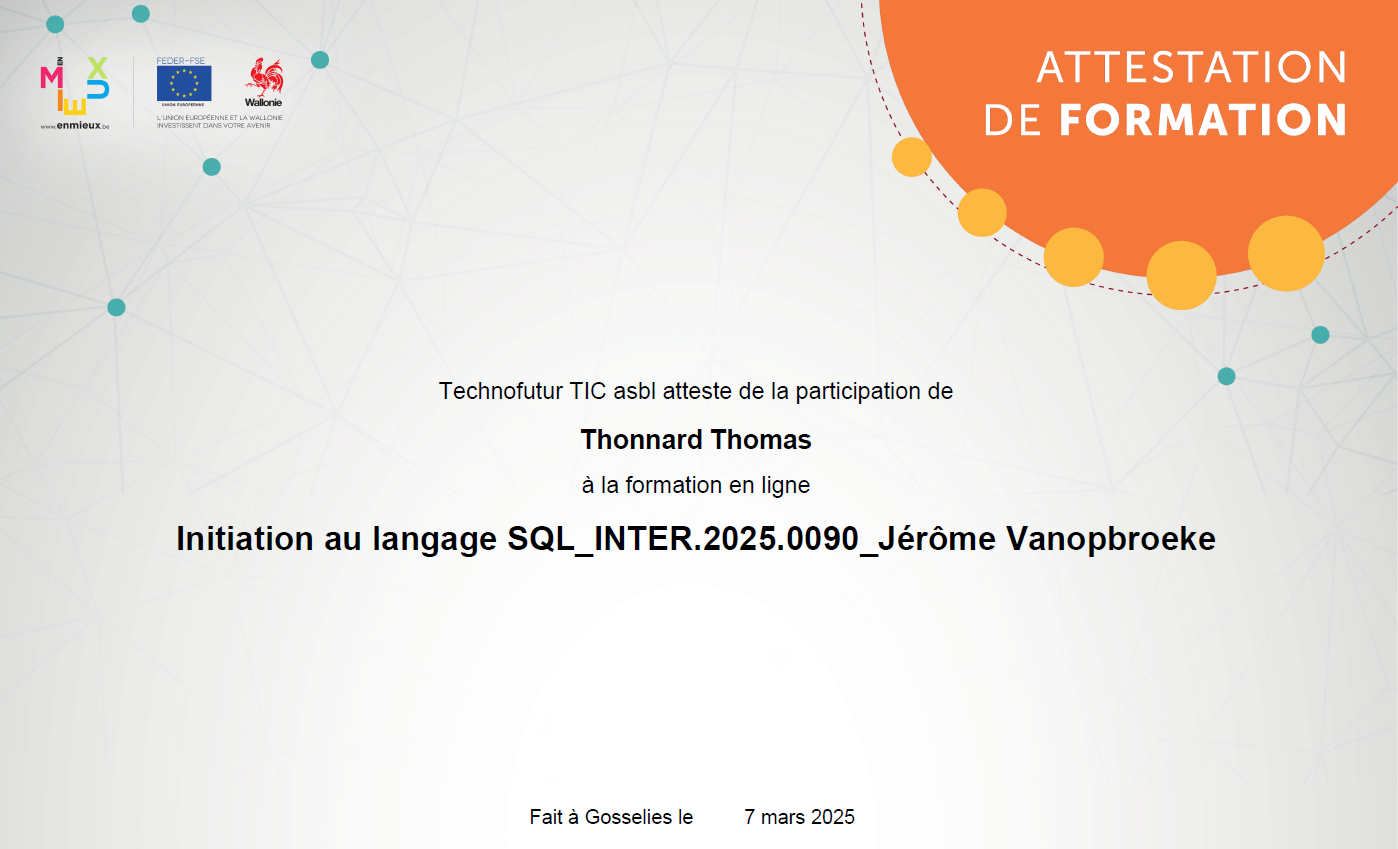 EN
MIEUX
www.enmieux.be
FEDER-FSE
UNION EUROPÉENNE
Wallonie
L'UNION EUROPÉENNE ET LA WALLONIE
INVESTISSENT DANS VOTRE AVENIR
ATTESTATION
DE FORMATION
Technofutur TIC asbl atteste de la participation de
Thonnard Thomas
à la formation en ligne
Initiation au langage SQL_INTER.2025.0090_Jérôme Vanopbroeke
Fait à Gosselies le 7 mars 2025